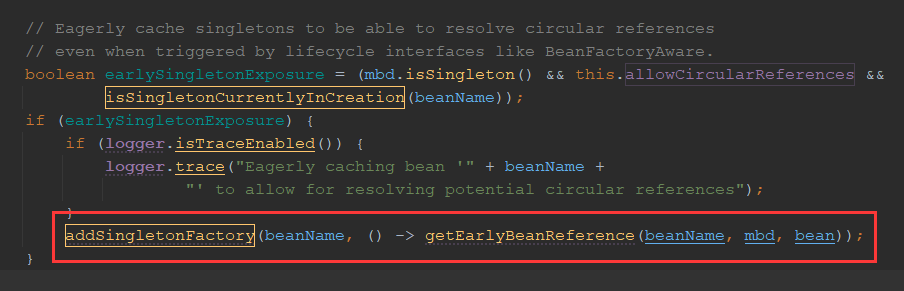 // Eagerly cache singletons to be able to resolve circular references
// even when triggered by lifecycle interfaces like BeanFactoryAware.
boolean earlySingletonExposure = (mbd.isSingleton() && this.allowCircularReferences &&
        isSingletonCurrentlyInCreation(beanName));
if (earlySingletonExposure) {
    if (logger.isTraceEnabled()) {
        logger.trace("Eagerly caching bean '" + beanName +
                "' to allow for resolving potential circular references");
    }
    addSingletonFactory(beanName, () -> getEarlyBeanReference(beanName, mbd, bean));
}